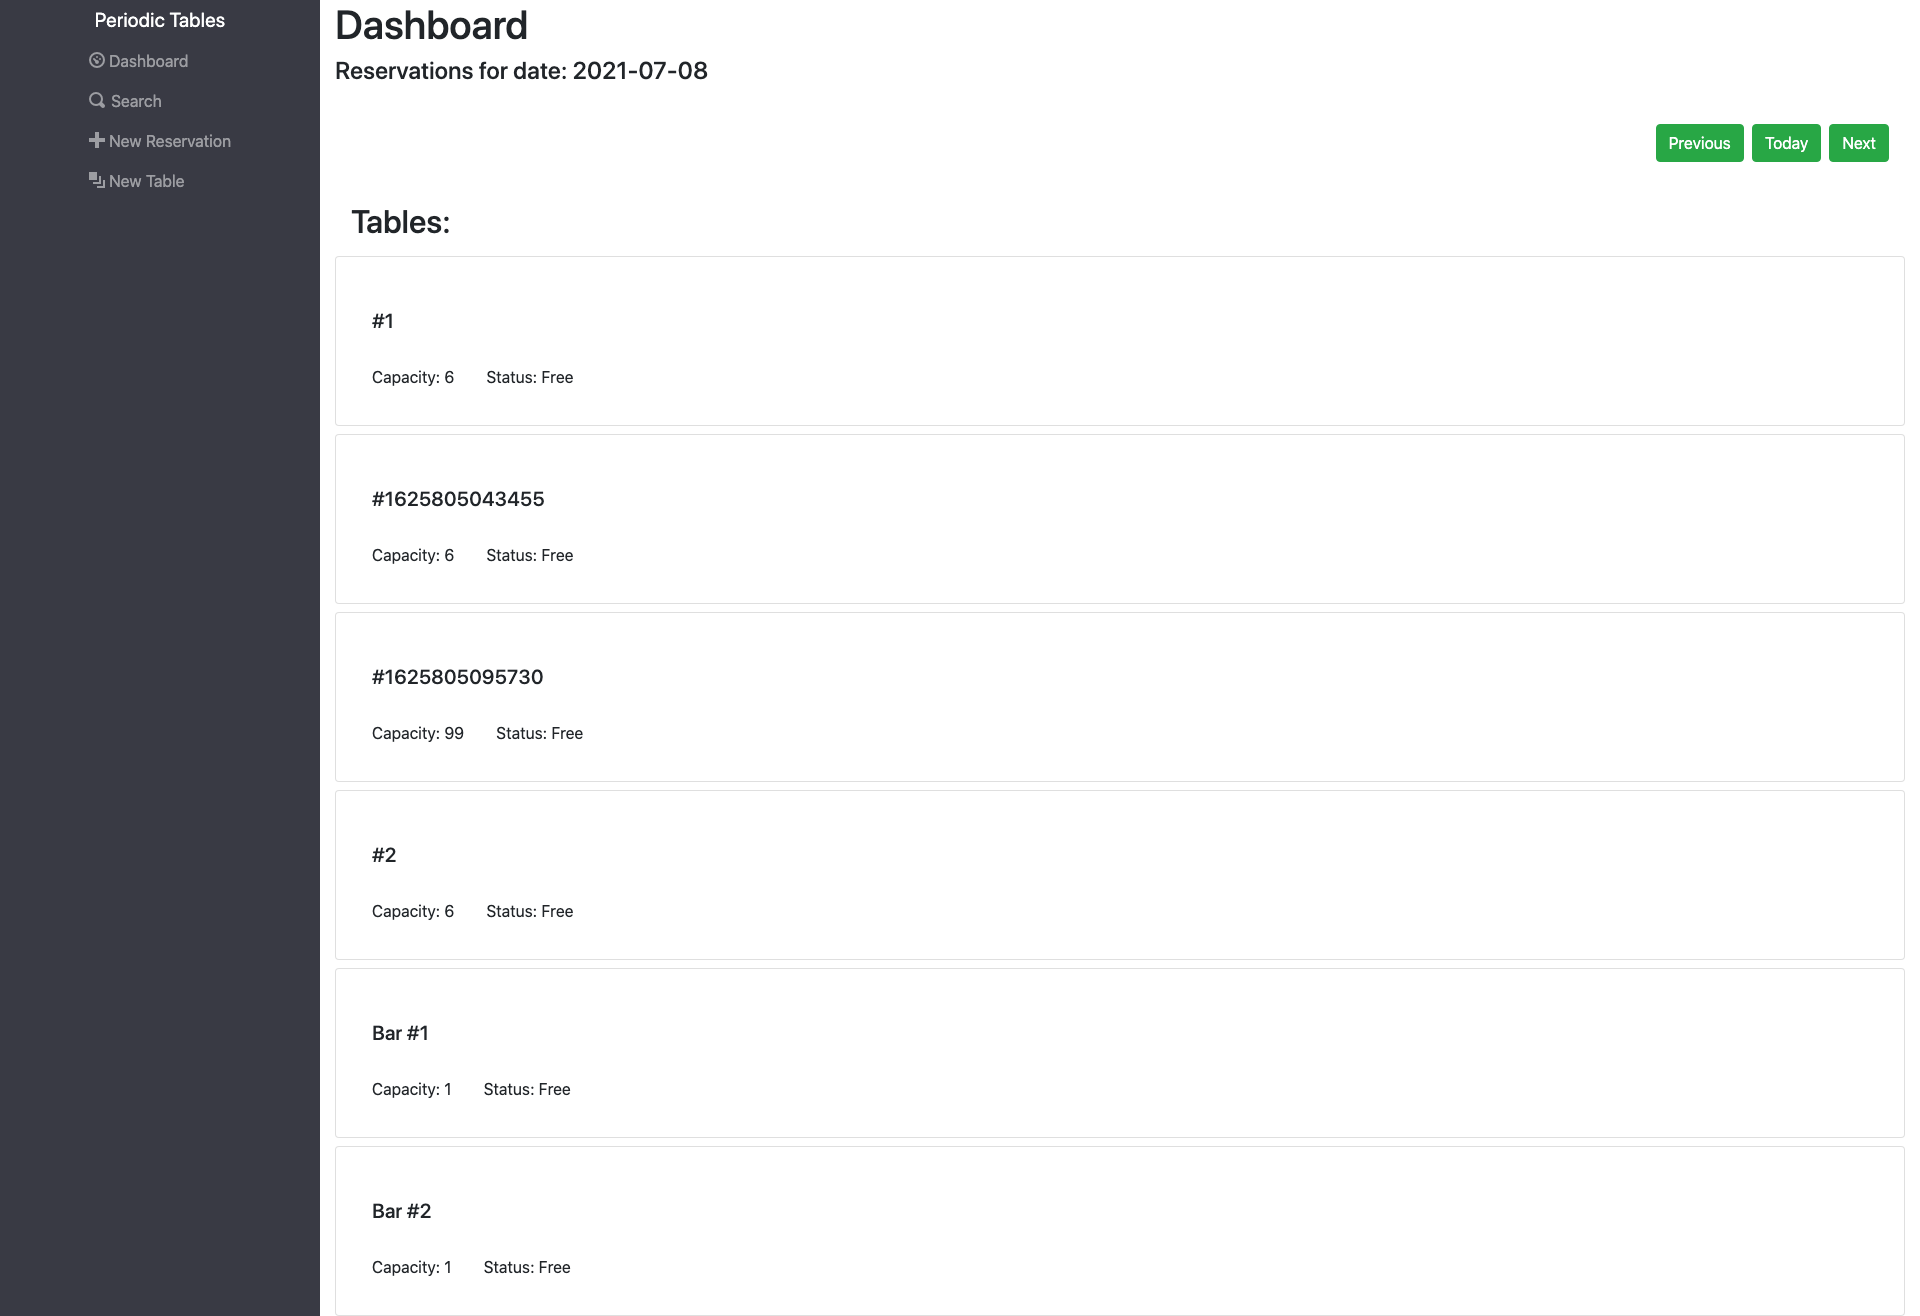 Periodic Tables
Dashboard
Search
New Reservation
New Table
Dashboard
Reservations for date: 2021-07-08
Previous Today Next
Tables:
#1
Capacity: 6 Status: Free
#1625805043455
Capacity: 6 Status: Free
#1625805095730
Capacity: 99 Status: Free
#2
Capacity: 6 Status: Free
Bar #1
Capacity: 1 Status: Free
Bar #2
Capacity: 1 Status: Free